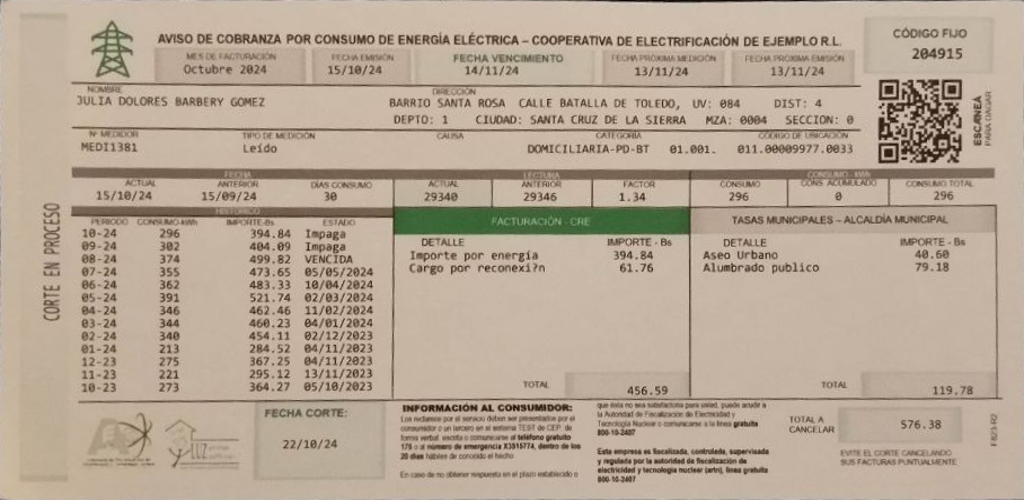 AVISO DE COBRANZA POR CONSUMO DE ENERGÍA ELÉCTRICA – COOPERATIVA DE ELECTRIFICACIÓN DE EJEMPLO R.L.
CÓDIGO FIJO
204915
MES DE FACTURACIÓN FECHA EMISIÓN FECHA VENCIMIENTO FECHA PRÓXIMA MEDICIÓN FECHA PRÓXIMA EMISIÓN
Octubre 2024 15/10/24 14/11/24 13/11/24 13/11/24
NOMBRE DIRECCIÓN
JULIA DOLORES BARBERY GOMEZ BARRIO SANTA ROSA CALLE BATALLA DE TOLEDO, UV: 084 DIST: 4
DEPTO: 1 CIUDAD: SANTA CRUZ DE LA SIERRA MZA: 0004 SECCION: 0
ESCANEÁ
PARA PAGAR
Nº MEDIDOR TIPO DE MEDICIÓN CAUSA CATEGORÍA CÓDIGO DE UBICACIÓN
MEDI1381 Leído DOMICILIARIA-PD-BT 01.001. 011.00009977.0033
FECHA LECTURA CONSUMO - kWh
ACTUAL ANTERIOR DÍAS CONSUMO ACTUAL ANTERIOR FACTOR CONSUMO CONS. ACUMULADO CONSUMO TOTAL
15/10/24 15/09/24 30 29340 29346 1.34 296 0 296
CORTE EN PROCESO
HISTÓRICO
PERIODO CONSUMO-kWh IMPORTE-Bs ESTADO
10-24 296 394.84 Impaga
09-24 302 404.09 Impaga
08-24 374 499.82 VENCIDA
07-24 355 473.65 05/05/2024
06-24 362 483.33 10/04/2024
05-24 391 521.74 02/03/2024
04-24 346 462.46 11/02/2024
03-24 344 460.23 04/01/2024
02-24 340 454.11 02/12/2023
01-24 213 284.52 04/11/2023
12-23 275 367.25 04/11/2023
11-23 221 295.12 13/11/2023
10-23 273 364.27 05/10/2023
FACTURACIÓN - CRE
DETALLE IMPORTE - Bs
Importe por energía 394.84
Cargo por reconexi?n 61.76
TOTAL 456.59
TASAS MUNICIPALES – ALCALDÍA MUNICIPAL
DETALLE IMPORTE - Bs
Aseo Urbano 40.60
Alumbrado publico 79.18
TOTAL 119.78
LUZ
FECHA CORTE:
22/10/24
INFORMACIÓN AL CONSUMIDOR:
Los reclamos por el servicio deben ser presentados por el
consumidor o un tercero en el sistema TEST de CEP, de
forma verbal, escrita o comunicarse al teléfono gratuito
176 o al número de emergencia X3515774, dentro de los
20 días hábiles de conocido el hecho
En caso de no obtener respuesta en el plazo establecido o
que ésta no sea satisfactoria para usted, puede acudir a
la Autoridad de Fiscalización de Electricidad y
Tecnología Nuclear o comunicarse a la línea gratuita
800-10-2407
Esta empresa es fiscalizada, controlada, supervisada
y regulada por la autoridad de fiscalización de
electricidad y tecnología nuclear (aetn), línea gratuita
800-10-2407
TOTAL A
CANCELAR
576.38
EVITE EL CORTE CANCELANDO
SUS FACTURAS PUNTUALMENTE